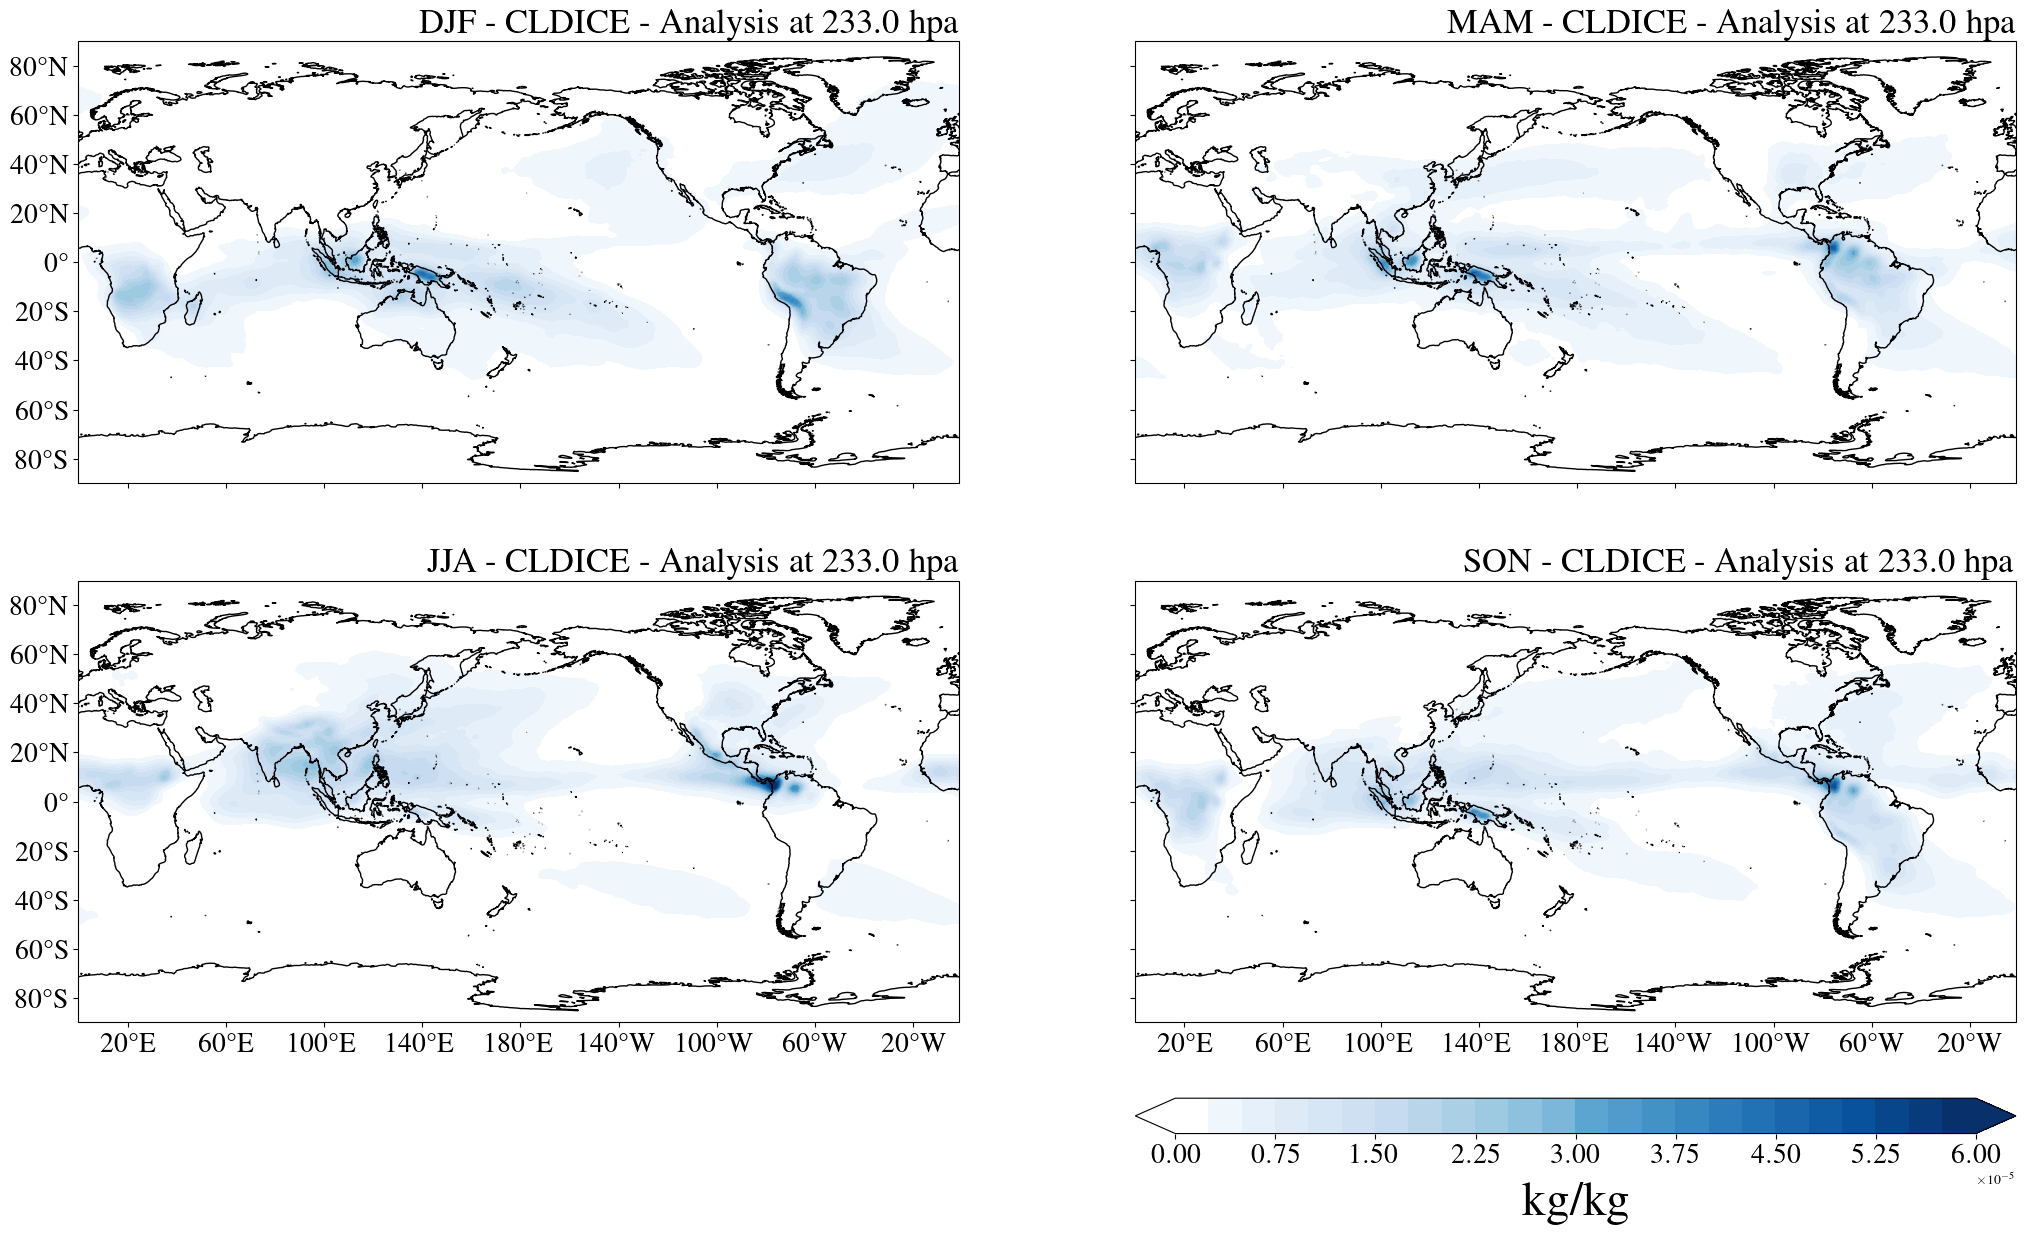 DJF - CLDICE - Analysis at 233.0 hpa
MAM - CLDICE - Analysis at 233.0 hpa
80°N
60°N
40°N
20°N
0°
20°S
40°S
60°S
80°S
JJA - CLDICE - Analysis at 233.0 hpa
SON - CLDICE - Analysis at 233.0 hpa
80°N
60°N
40°N
20°N
0°
20°S
40°S
60°S
80°S
20°E 60°E 100°E 140°E 180°E 140°W 100°W 60°W 20°W
20°E 60°E 100°E 140°E 180°E 140°W 100°W 60°W 20°W
0.00 0.75 1.50 2.25 3.00 3.75 4.50 5.25 6.00
×10⁻⁵
kg/kg